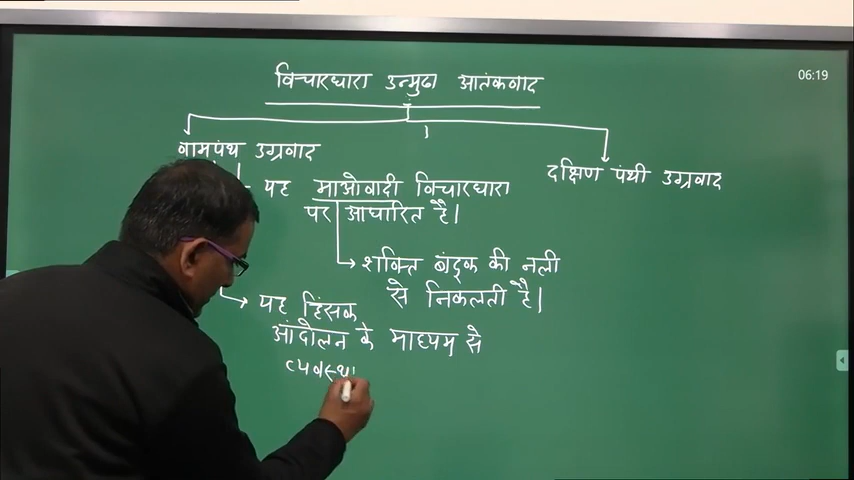 विचारधारा उन्मुढा आतंकवाद
06:19
वामपंथ उग्रवाद
दक्षिण पंथी उग्रवाद
यह माओवादी विचारधारा
पर आधारित है।
शक्ति बंदूक की नली
से निकलती है।
यह हिंसक
आंदोलन के माध्यम से
व्यवस्था